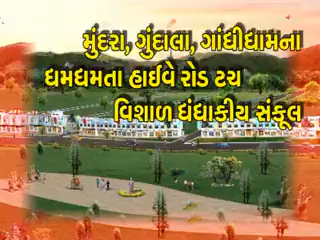 મુંદરા, ગુંદાલા, ગાંધીધામના
ધમધમતા હાઈવે રોડ ટચ
વિશાળ ધંધાકીય સંકૂલ